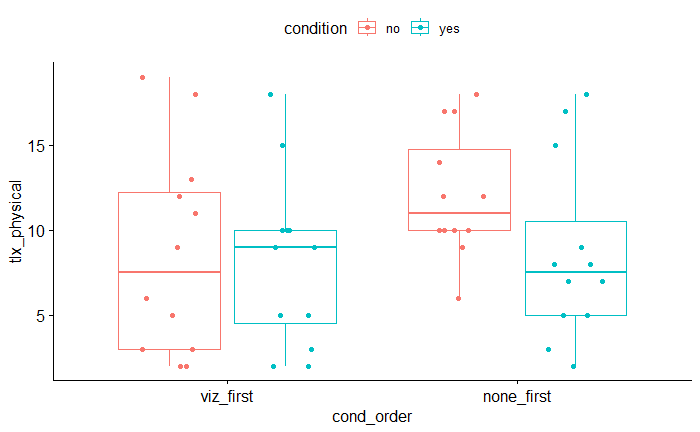 condition no yes
tlx_physical
15
10
5
viz_first none_first
cond_order